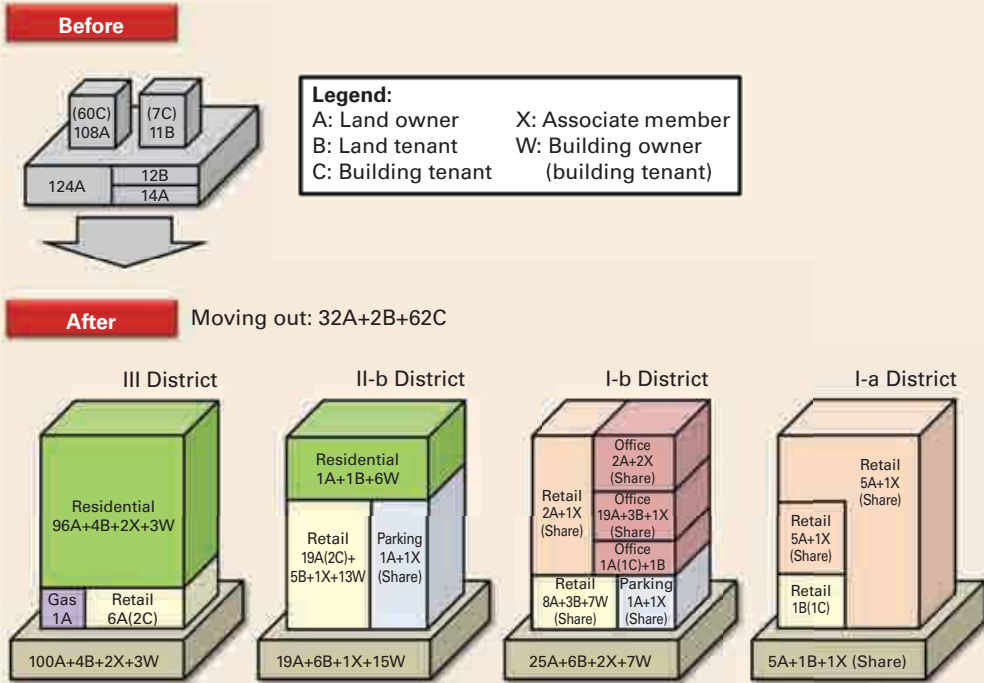 Before
(60C)
108A
(7C)
11B
124A
12B
14A
Legend:
A: Land owner
B: Land tenant
C: Building tenant
X: Associate member
W: Building owner
(building tenant)
After
Moving out: 32A+2B+62C
III District
Residential
96A+4B+2X+3W
Gas
1A
Retail
6A(2C)
100A+4B+2X+3W
II-b District
Residential
1A+1B+6W
Retail
19A(2C)+
5B+1X+13W
Parking
1A+1X
(Share)
19A+6B+1X+15W
I-b District
Retail
2A+1X
(Share)
Office
2A+2X
(Share)
Office
19A+3B+1X
(Share)
Office
1A(1C)+1B
Retail
8A+3B+7W
(Share)
Parking
1A+1X
(Share)
25A+6B+2X+7W
I-a District
Retail
5A+1X
(Share)
Retail
5A+1X
(Share)
Retail
1B(1C)
5A+1B+1X (Share)